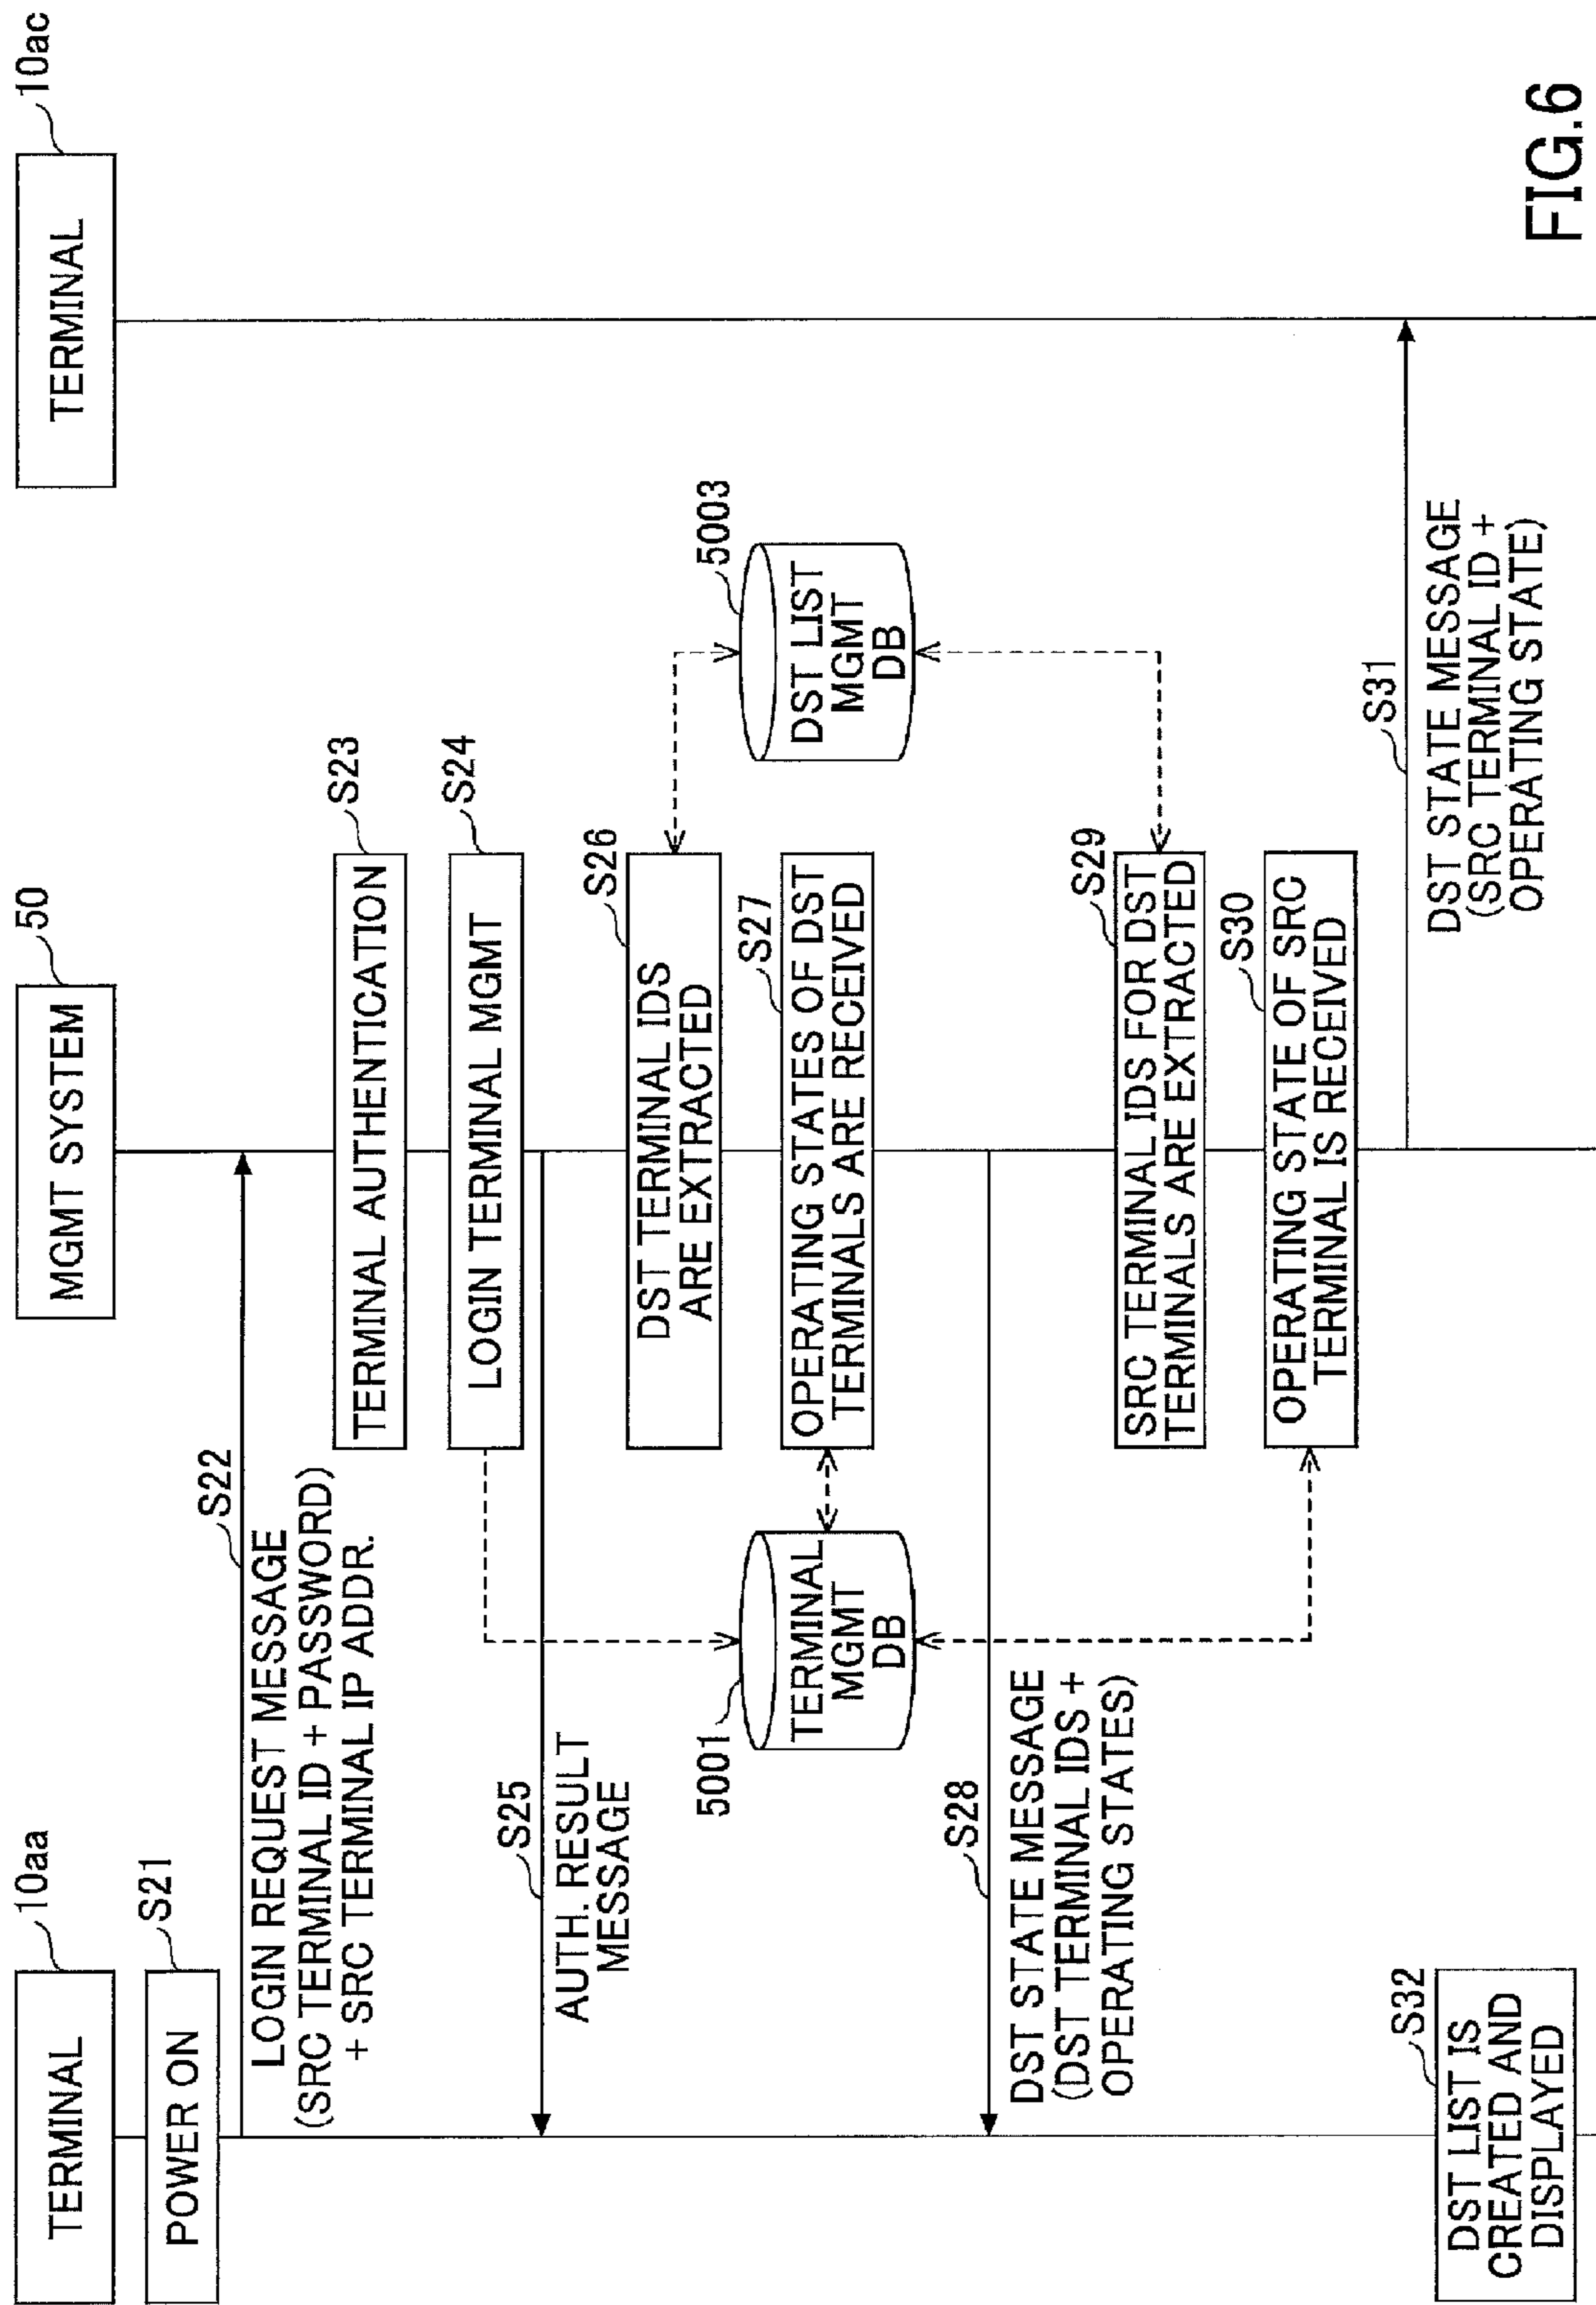 TERMINAL
10aa
MGMT SYSTEM
50
TERMINAL
10ac
POWER ON
S21
S22
LOGIN REQUEST MESSAGE
(SRC TERMINAL ID + PASSWORD)
+ SRC TERMINAL IP ADDR.
TERMINAL AUTHENTICATION
S23
LOGIN TERMINAL MGMT
S24
S25
AUTH. RESULT
MESSAGE
DST TERMINAL IDS
ARE EXTRACTED
S26
5003
DST LIST
MGMT
DB
5001
TERMINAL
MGMT
DB
OPERATING STATES OF DST
TERMINALS ARE RECEIVED
S27
S28
DST STATE MESSAGE
(DST TERMINAL IDS +
OPERATING STATES)
SRC TERMINAL IDS FOR DST
TERMINALS ARE EXTRACTED
S29
OPERATING STATE OF SRC
TERMINAL IS RECEIVED
S30
S31
DST STATE MESSAGE
(SRC TERMINAL ID +
OPERATING STATE)
DST LIST IS
CREATED AND
DISPLAYED
S32
FIG.6